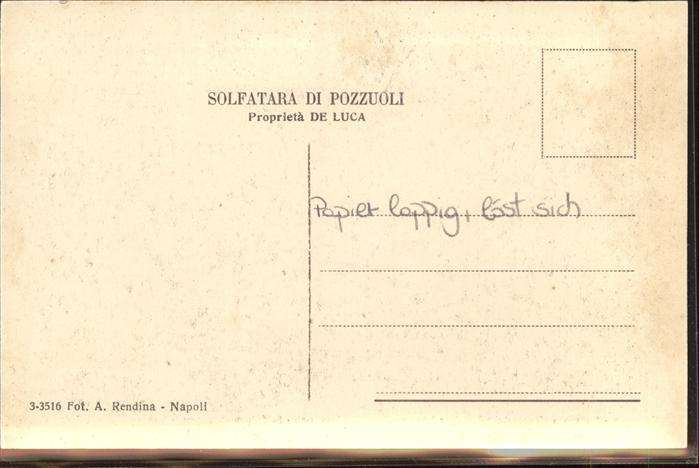 SOLFATARA DI POZZUOLI
Proprietà DE LUCA
Papier lappig, löst sich
3-3516 Fot. A. Rendina - Napoli